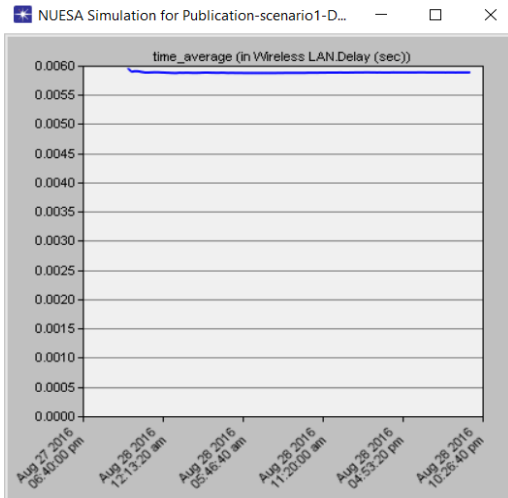 NUESA Simulation for Publication-scenario1-D...
time_average (in Wireless LAN.Delay (sec))
0.0060
0.0055
0.0050
0.0045
0.0040
0.0035
0.0030
0.0025
0.0020
0.0015
0.0010
0.0005
0.0000
Aug 27 2016
06:40:00 pm
Aug 28 2016
12:13:20 am
Aug 28 2016
05:46:40 am
Aug 28 2016
11:20:00 am
Aug 28 2016
04:53:20 pm
Aug 28 2016
10:26:40 pm